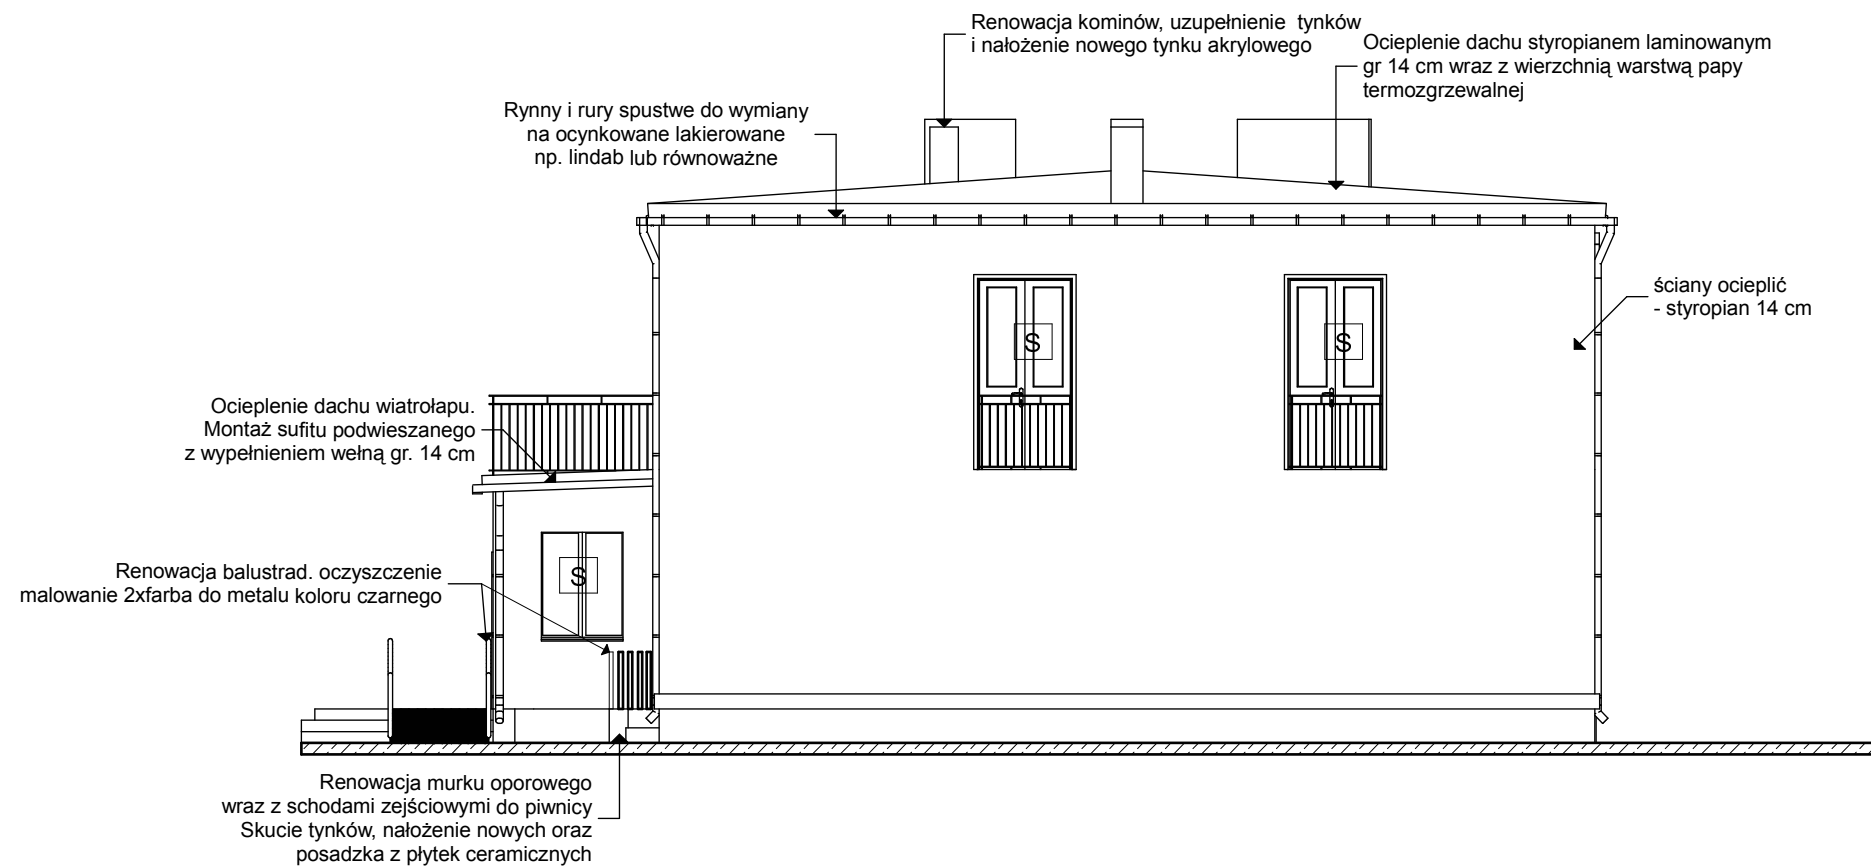 Renowacja kominów, uzupełnienie tynków
i nałożenie nowego tynku akrylowego
Ocieplenie dachu styropianem laminowanym
gr 14 cm wraz z wierzchnią warstwą papy
termozgrzewalnej
Rynny i rury spustwe do wymiany
na ocynkowane lakierowane
np. lindab lub równoważne
ściany ocieplić
- styropian 14 cm
S
S
Ocieplenie dachu wiatrołapu.
Montaż sufitu podwieszanego
z wypełnieniem wełną gr. 14 cm
S
Renowacja balustrad. oczyszczenie
malowanie 2xfarba do metalu koloru czarnego
Renowacja murku oporowego
wraz z schodami zejściowymi do piwnicy
Skucie tynków, nałożenie nowych oraz
posadzka z płytek ceramicznych